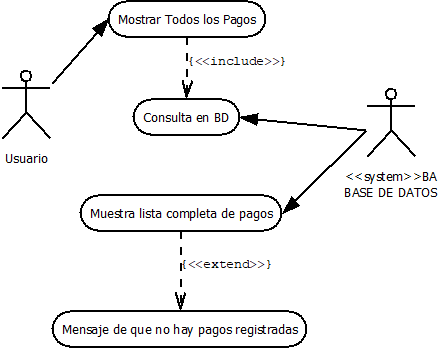 Mostrar Todos los Pagos
{<<include>>}
Consulta en BD
Usuario
<<system>>BA
BASE DE DATOS
Muestra lista completa de pagos
{<<extend>>}
Mensaje de que no hay pagos registradas